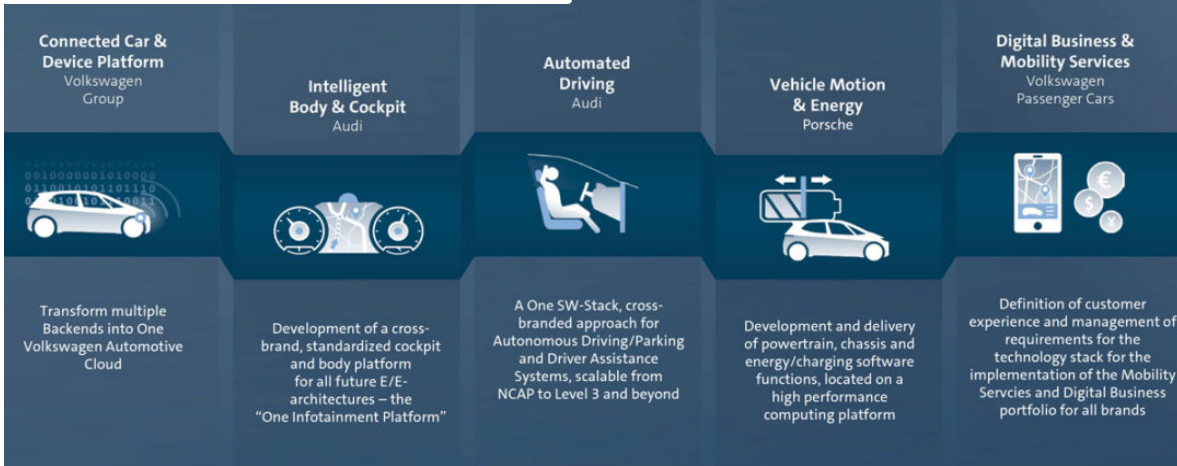 Connected Car &
Device Platform
Volkswagen
Group
Transform multiple
Backends into One
Volkswagen Automotive
Cloud
Intelligent
Body & Cockpit
Audi
Development of a cross-
brand, standardized cockpit
and body platform
for all future E/E-
architectures – the
“One Infotainment Platform”
Automated
Driving
Audi
A One SW-Stack, cross-
branded approach for
Autonomous Driving/Parking
and Driver Assistance
Systems, scalable from
NCAP to Level 3 and beyond
Vehicle Motion
& Energy
Porsche
Development and delivery
of powertrain, chassis and
energy/charging software
functions, located on a
high performance
computing platform
Digital Business &
Mobility Services
Volkswagen
Passenger Cars
€
$
¥
Definition of customer
experience and management of
requirements for the
technology stack for the
implementation of the Mobility
Servcies and Digital Business
portfolio for all brands